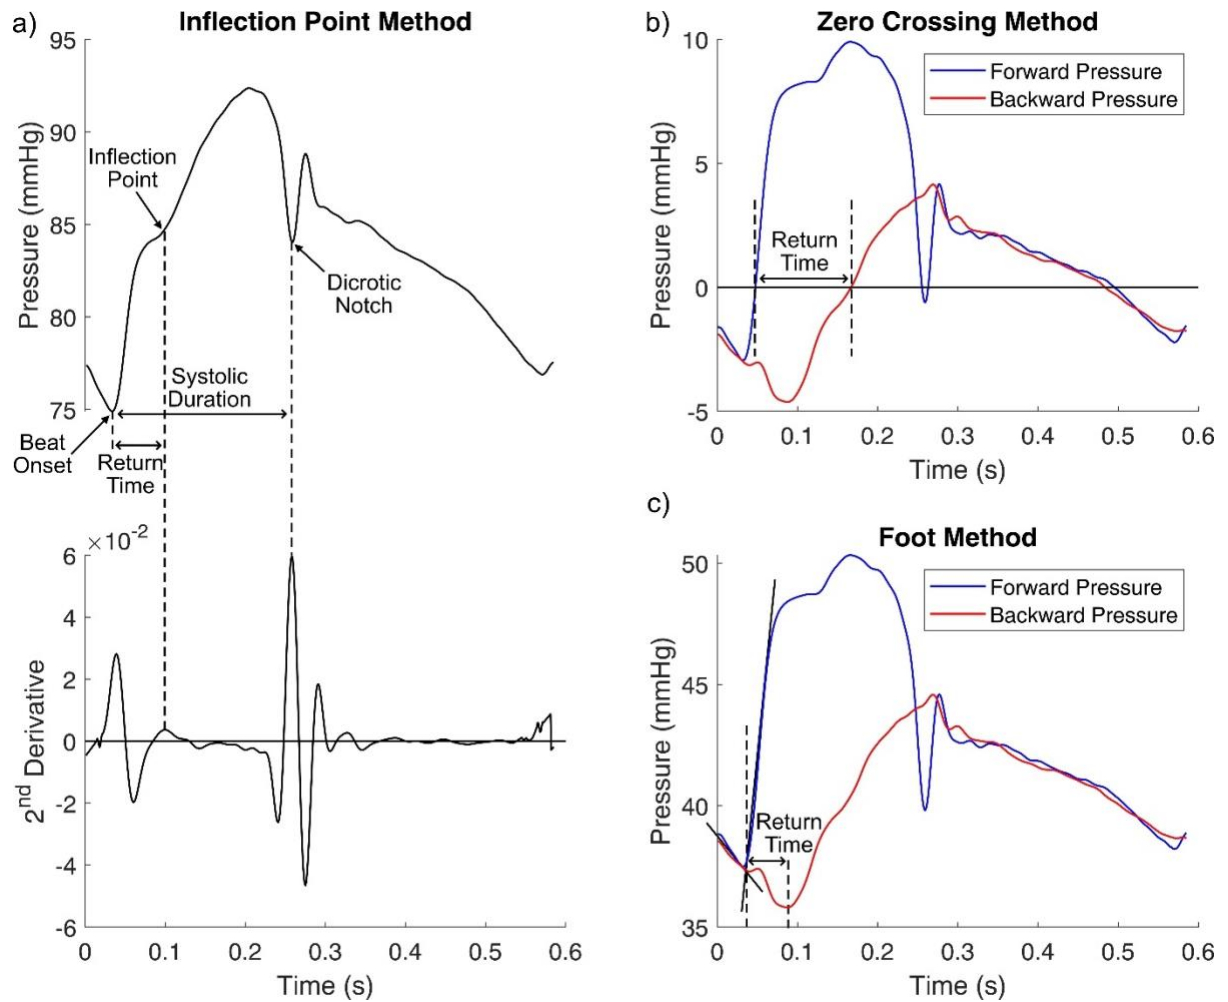 a)
Inflection Point Method
95
90
85
80
75
Pressure (mmHg)
Inflection
Point
Dicrotic
Notch
Systolic
Duration
Beat
Onset
Return
Time
×10-2
6
4
2
0
-2
-4
-6
2nd Derivative
0 0.1 0.2 0.3 0.4 0.5 0.6
Time (s)
b)
Zero Crossing Method
10
5
0
-5
Pressure (mmHg)
Forward Pressure
Backward Pressure
Return
Time
0 0.1 0.2 0.3 0.4 0.5 0.6
Time (s)
c)
Foot Method
50
45
40
35
Pressure (mmHg)
Forward Pressure
Backward Pressure
Return
Time
0 0.1 0.2 0.3 0.4 0.5 0.6
Time (s)